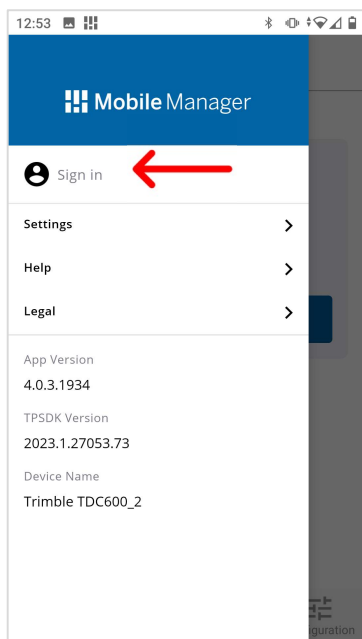 12:53
Mobile Manager
Sign in
Settings
Help
Legal
App Version
4.0.3.1934
TPSDK Version
2023.1.27053.73
Device Name
Trimble TDC600_2
guration